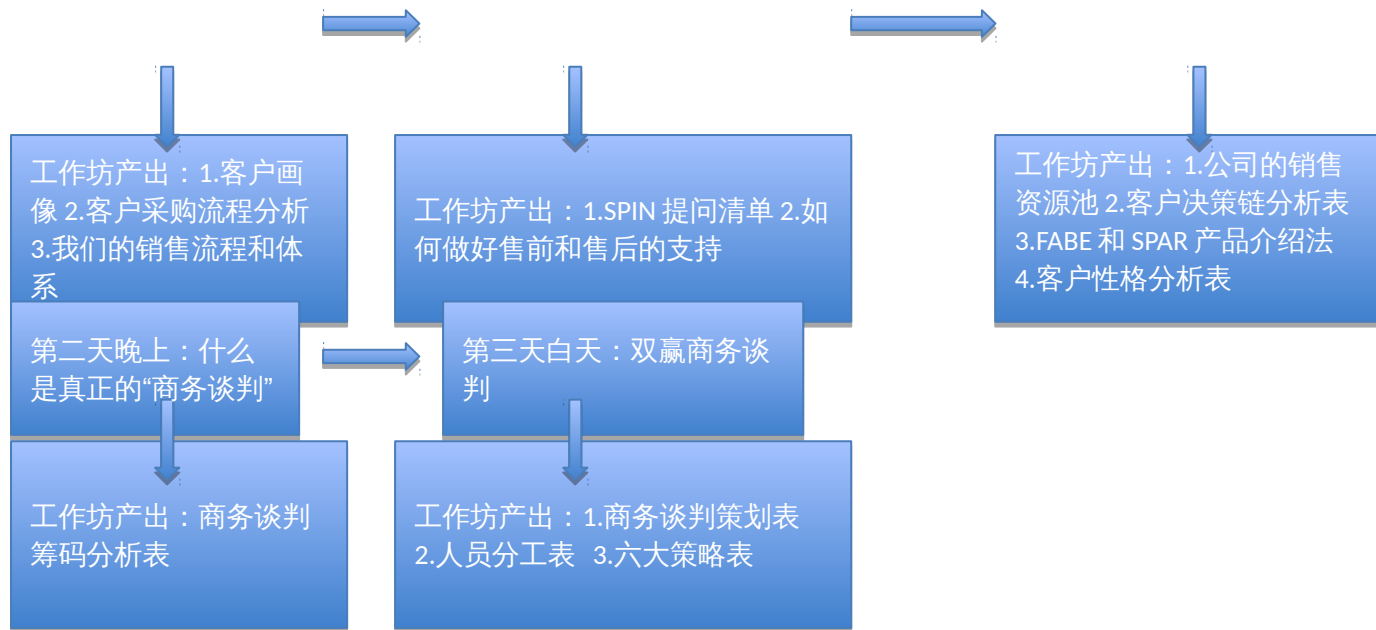 工作坊产出：1.客户画
像 2.客户采购流程分析
3.我们的销售流程和体
系
工作坊产出：1.SPIN 提问清单 2.如
何做好售前和售后的支持
工作坊产出：1.公司的销售
资源池 2.客户决策链分析表
3.FABE 和 SPAR 产品介绍法
4.客户性格分析表
第二天晚上：什么
是真正的“商务谈判”
第三天白天：双赢商务谈
判
工作坊产出：商务谈判
筹码分析表
工作坊产出：1.商务谈判策划表
2.人员分工表 3.六大策略表